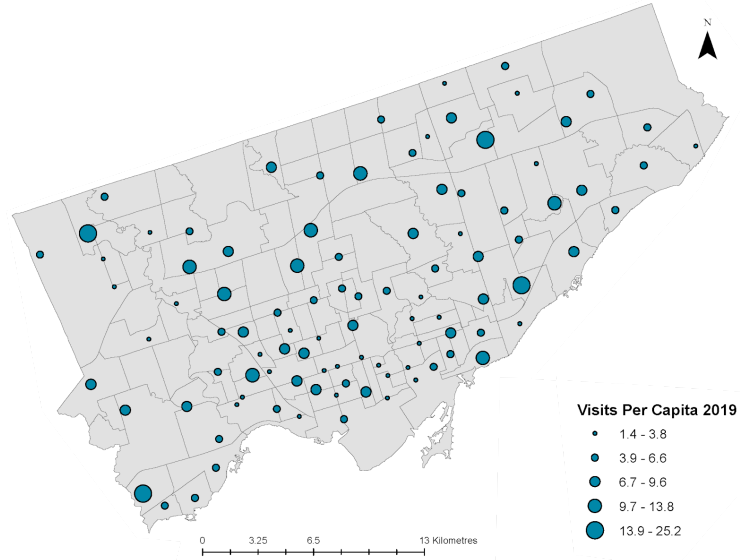 N
Visits Per Capita 2019
1.4 - 3.8
3.9 - 6.6
6.7 - 9.6
9.7 - 13.8
13.9 - 25.2
0 3.25 6.5 13 Kilometres